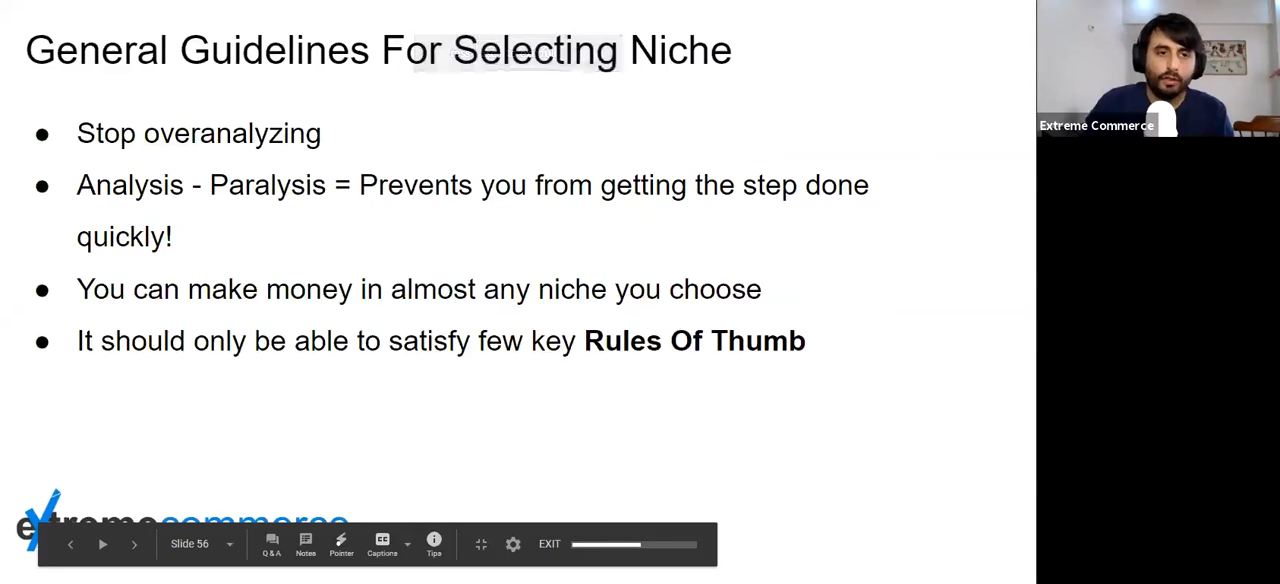 General Guidelines For Selecting Niche
● Stop overanalyzing
● Analysis - Paralysis = Prevents you from getting the step done
quickly!
● You can make money in almost any niche you choose
● It should only be able to satisfy few key Rules Of Thumb
Extreme Commerce
extremecommerce
Slide 56
Q & A
Notes
Pointer
CC
Captions
Tips
EXIT